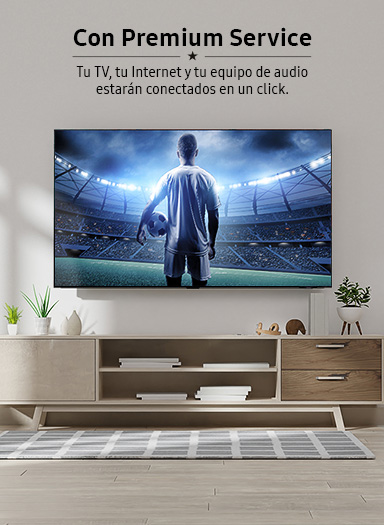 Con Premium Service
Tu TV, tu Internet y tu equipo de audio
estarán conectados en un click.